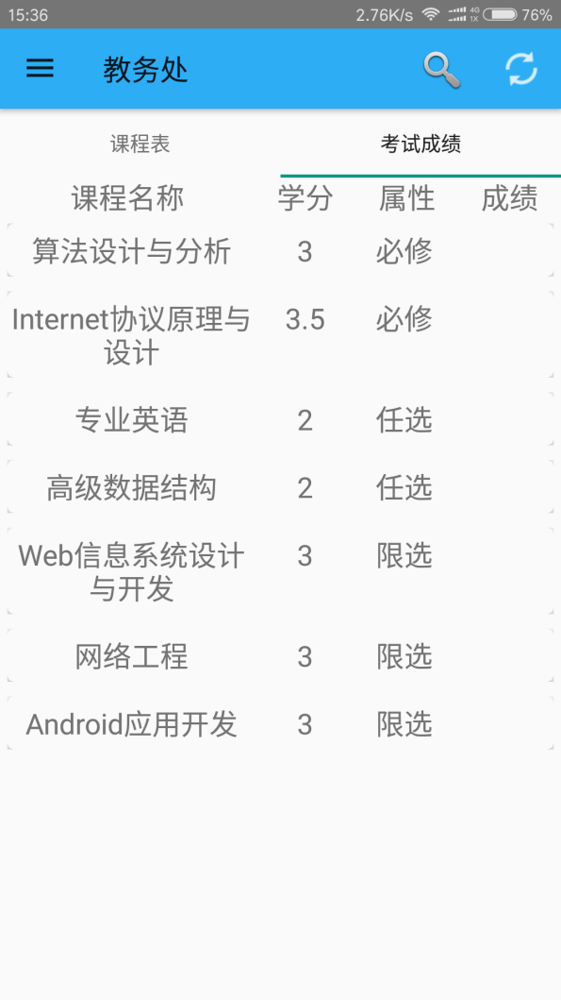 15:36 2.76K/s 4G 1X 76%
教务处
课程表 考试成绩
课程名称 学分 属性 成绩
算法设计与分析 3 必修
Internet协议原理与 3.5 必修
设计
专业英语 2 任选
高级数据结构 2 任选
Web信息系统设计 3 限选
与开发
网络工程 3 限选
Android应用开发 3 限选